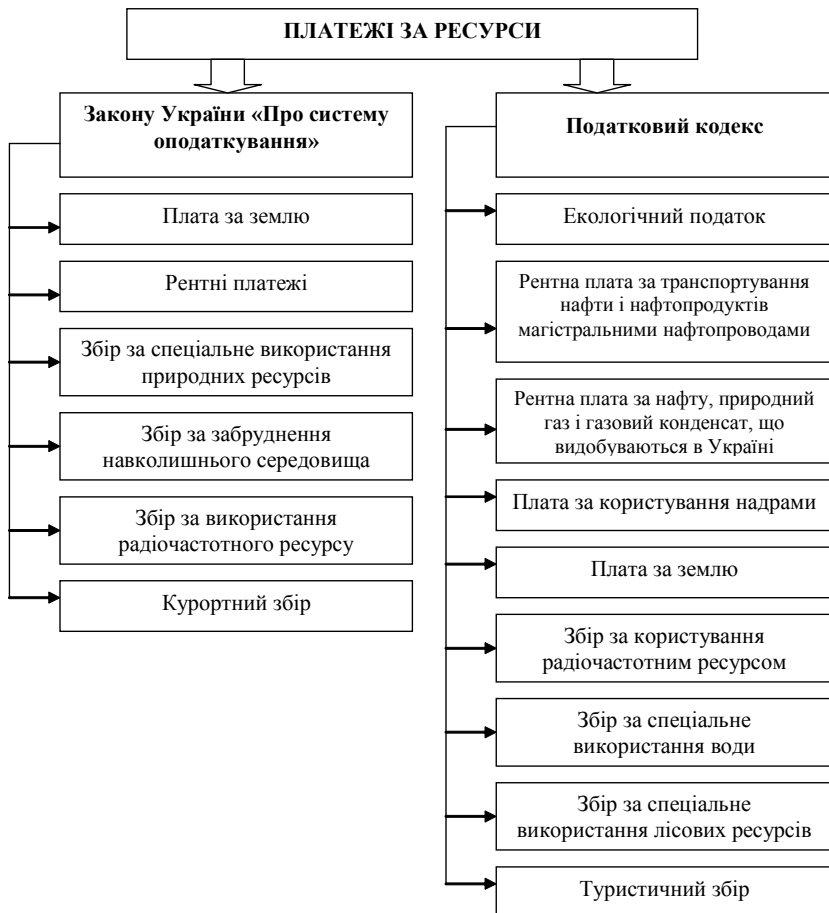 ПЛАТЕЖІ ЗА РЕСУРСИ
Закону України «Про систему
оподаткування»
Плата за землю
Рентні платежі
Збір за спеціальне використання
природних ресурсів
Збір за забруднення
навколишнього середовища
Збір за використання
радіочастотного ресурсу
Курортний збір
Податковий кодекс
Екологічний податок
Рентна плата за транспортування
нафти і нафтопродуктів
магістральними нафтопроводами
Рентна плата за нафту, природний
газ і газовий конденсат, що
видобуваються в Україні
Плата за користування надрами
Плата за землю
Збір за користування
радіочастотним ресурсом
Збір за спеціальне
використання води
Збір за спеціальне
використання лісових ресурсів
Туристичний збір